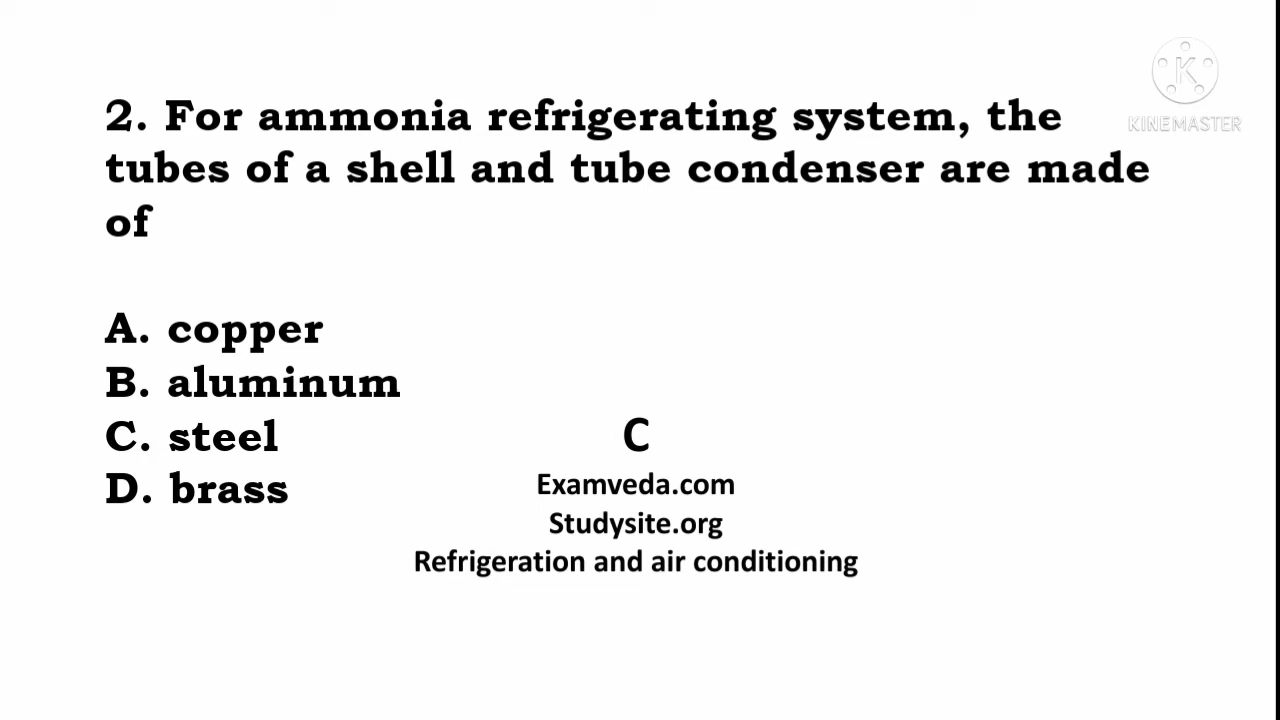 K
KINEMASTER
2. For ammonia refrigerating system, the
tubes of a shell and tube condenser are made
of
A. copper
B. aluminum
C. steel
D. brass
C
Examveda.com
Studysite.org
Refrigeration and air conditioning